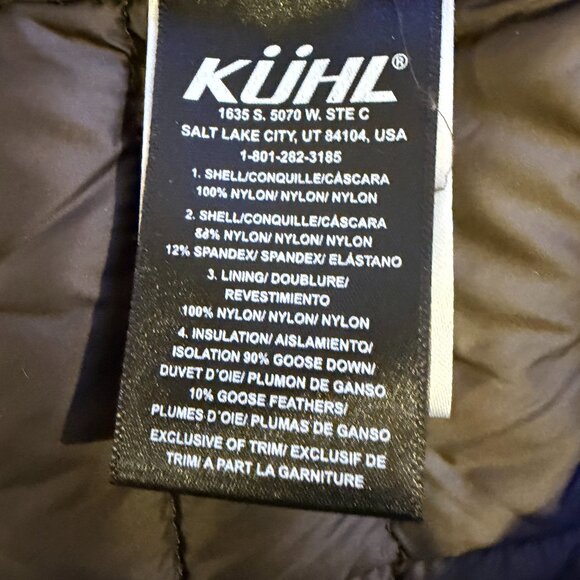 KÜHL®
1635 S. 5070 W. STE C
SALT LAKE CITY, UT 84104, USA
1-801-282-3185
1. SHELL/CONQUILLE/CÁSCARA
100% NYLON/ NYLON/ NYLON
2. SHELL/CONQUILLE/CÁSCARA
88% NYLON/ NYLON/ NYLON
12% SPANDEX/ SPANDEX/ ELÁSTANO
3. LINING/ DOUBLURE/
REVESTIMIENTO
100% NYLON/ NYLON/ NYLON
4. INSULATION/ AISLAMIENTO/
ISOLATION 90% GOOSE DOWN/
DUVET D'OIE/ PLUMON DE GANSO
10% GOOSE FEATHERS/
PLUMES D'OIE/ PLUMAS DE GANSO
EXCLUSIVE OF TRIM/ EXCLUSIF DE
TRIM/ A PART LA GARNITURE